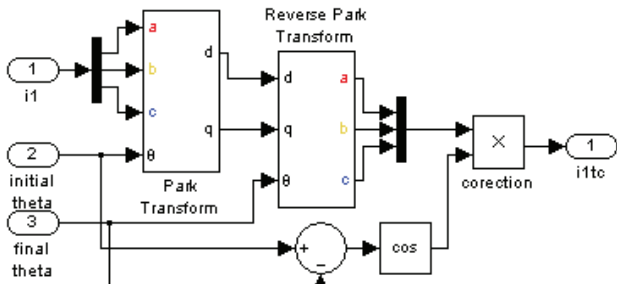 Reverse Park
Transform
a
b
c
θ
d
q
Park
Transform
d
q
θ
a
b
c
1
i1
2
initial
theta
3
final
theta
+
−
cos
×
corection
1
i1tc